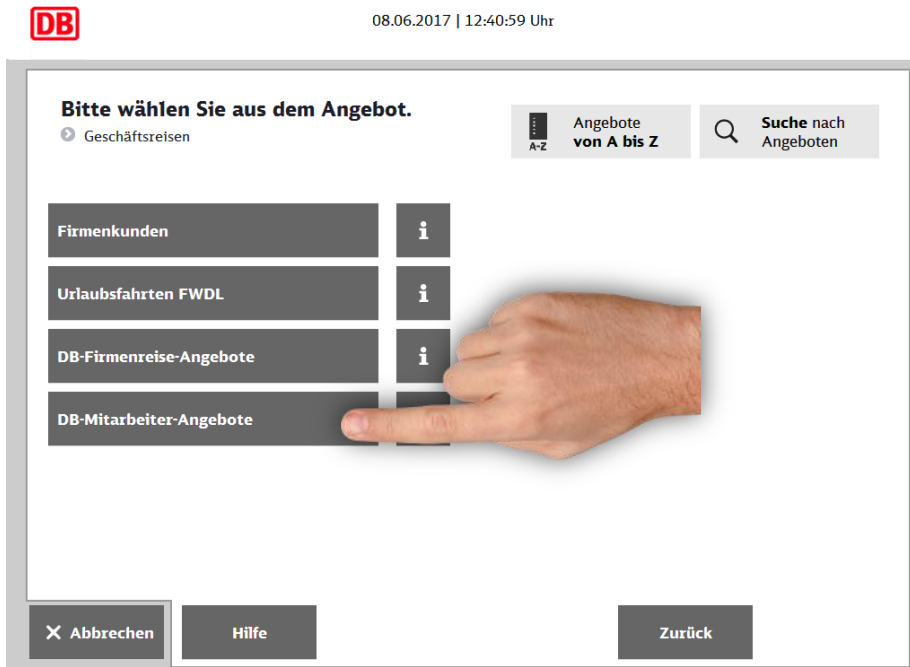 DB
08.06.2017 | 12:40:59 Uhr
Bitte wählen Sie aus dem Angebot.
Geschäftsreisen
A-Z
Angebote
von A bis Z
Suche nach
Angeboten
Firmenkunden
i
Urlaubsfahrten FWDL
i
DB-Firmenreise-Angebote
i
DB-Mitarbeiter-Angebote
Abbrechen
Hilfe
Zurück